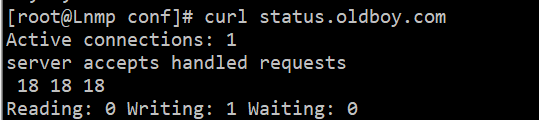 [root@Lnmp conf]# curl status.oldboy.com
Active connections: 1
server accepts handled requests
 18 18 18
Reading: 0 Writing: 1 Waiting: 0